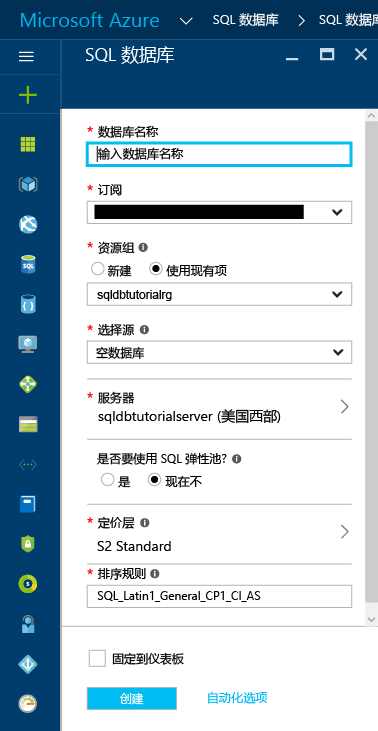 Microsoft Azure SQL 数据库 SQL 数据
SQL 数据库
* 数据库名称
输入数据库名称
* 订阅
* 资源组
新建 使用现有项
sqldbtutorialrg
* 选择源
空数据库
* 服务器
sqldbtutorialserver (美国西部)
是否要使用 SQL 弹性池?
是 现在不
* 定价层
S2 Standard
* 排序规则
SQL_Latin1_General_CP1_CI_AS
固定到仪表板
创建 自动化选项